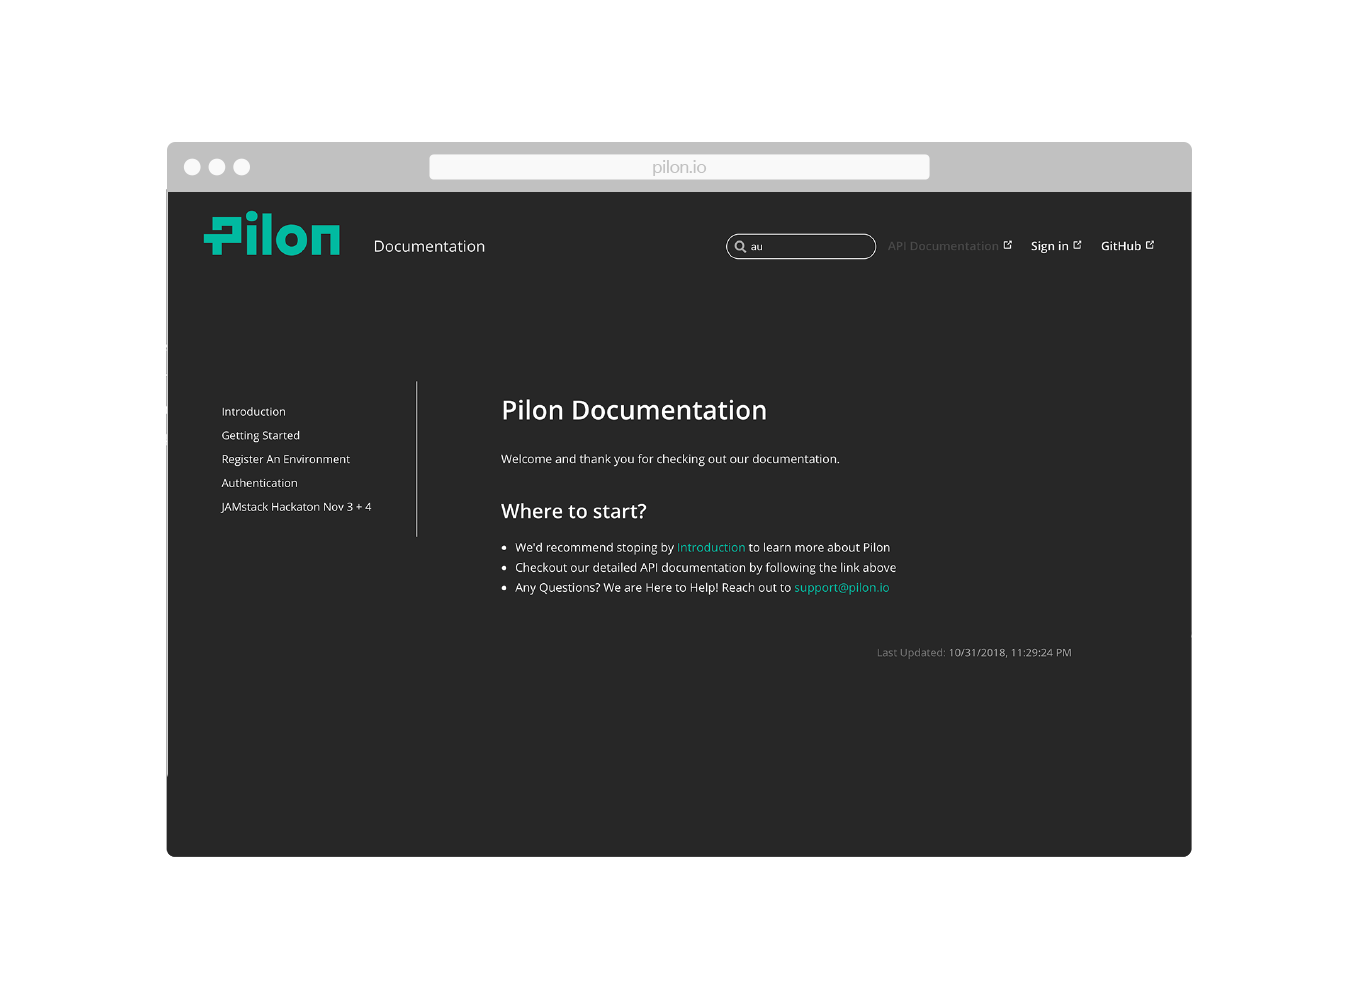 pilon.io
Pilon
Documentation
au
API Documentation
Sign in
GitHub
Introduction
Getting Started
Register An Environment
Authentication
JAMstack Hackaton Nov 3 + 4
Pilon Documentation
Welcome and thank you for checking out our documentation.
Where to start?
We'd recommend stoping by Introduction to learn more about Pilon
Checkout our detailed API documentation by following the link above
Any Questions? We are Here to Help! Reach out to support@pilon.io
Last Updated: 10/31/2018, 11:29:24 PM